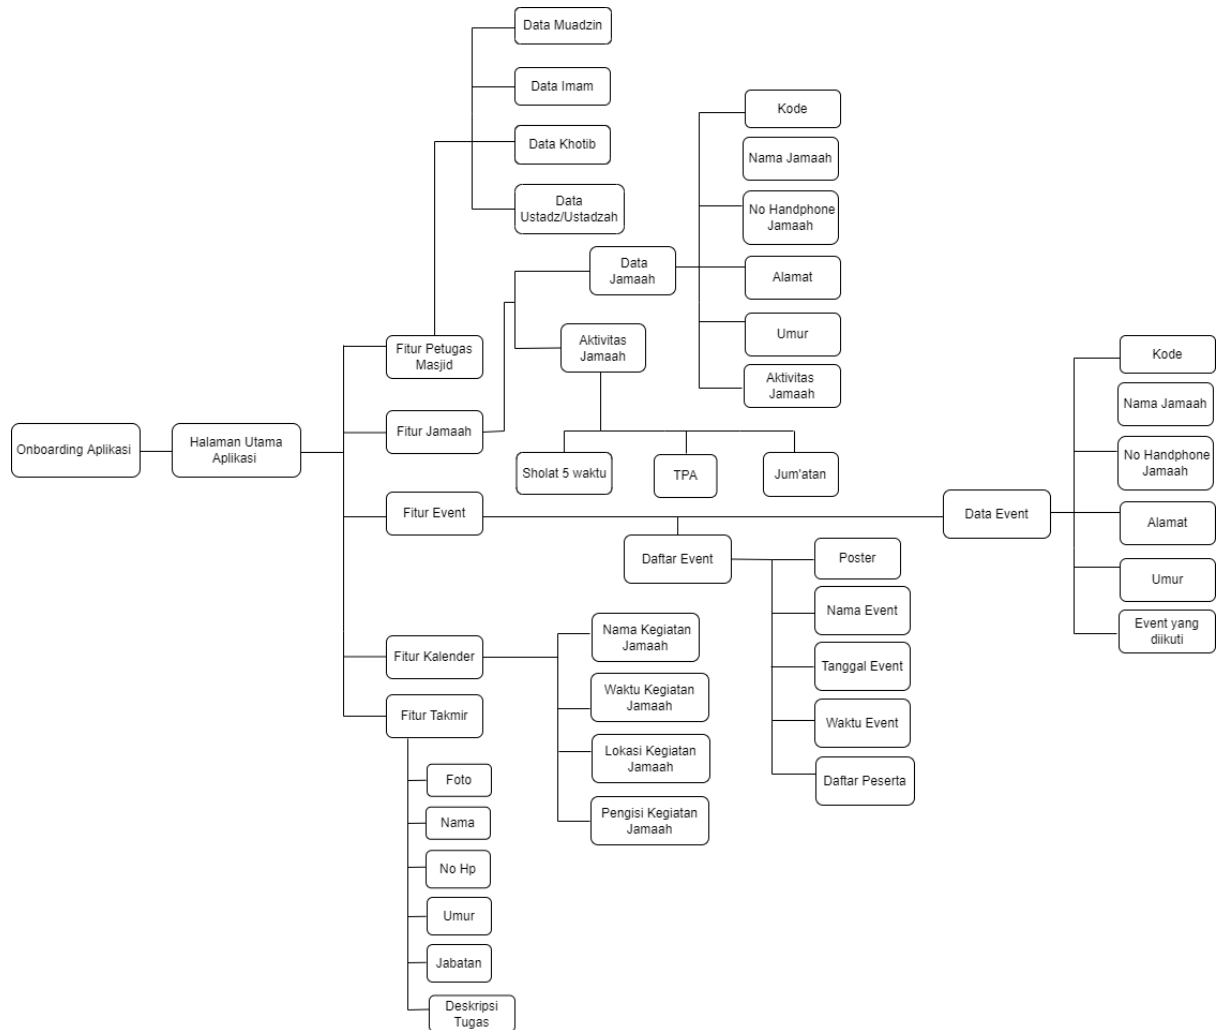 Data Muadzin
Data Imam
Data Khotib
Data
Ustadz/Ustadzah
Kode
Nama Jamaah
No Handphone
Jamaah
Data
Jamaah
Alamat
Umur
Aktivitas
Jamaah
Aktivitas
Jamaah
Fitur Petugas
Masjid
Fitur Jamaah
Onboarding Aplikasi
Halaman Utama
Aplikasi
Sholat 5 waktu
TPA
Jum'atan
Fitur Event
Data Event
Daftar Event
Kode
Nama Jamaah
No Handphone
Jamaah
Alamat
Umur
Event yang
diikuti
Poster
Nama Event
Tanggal Event
Waktu Event
Daftar Peserta
Fitur Kalender
Nama Kegiatan
Jamaah
Waktu Kegiatan
Jamaah
Lokasi Kegiatan
Jamaah
Pengisi Kegiatan
Jamaah
Fitur Takmir
Foto
Nama
No Hp
Umur
Jabatan
Deskripsi
Tugas